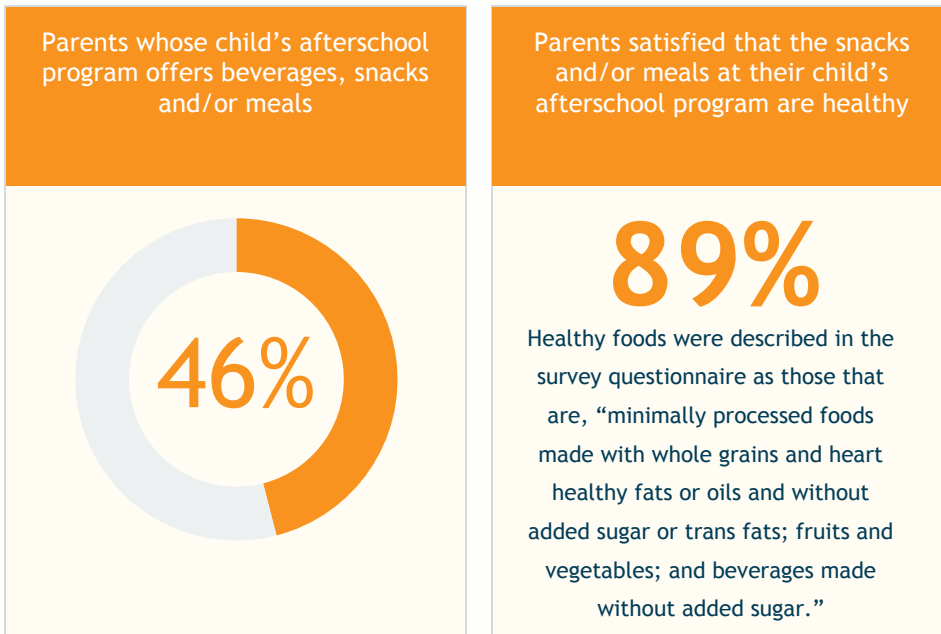 Parents whose child’s afterschool
program offers beverages, snacks
and/or meals
46%
Parents satisfied that the snacks
and/or meals at their child’s
afterschool program are healthy
89%
Healthy foods were described in the
survey questionnaire as those that
are, “minimally processed foods
made with whole grains and heart
healthy fats or oils and without
added sugar or trans fats; fruits and
vegetables; and beverages made
without added sugar.”